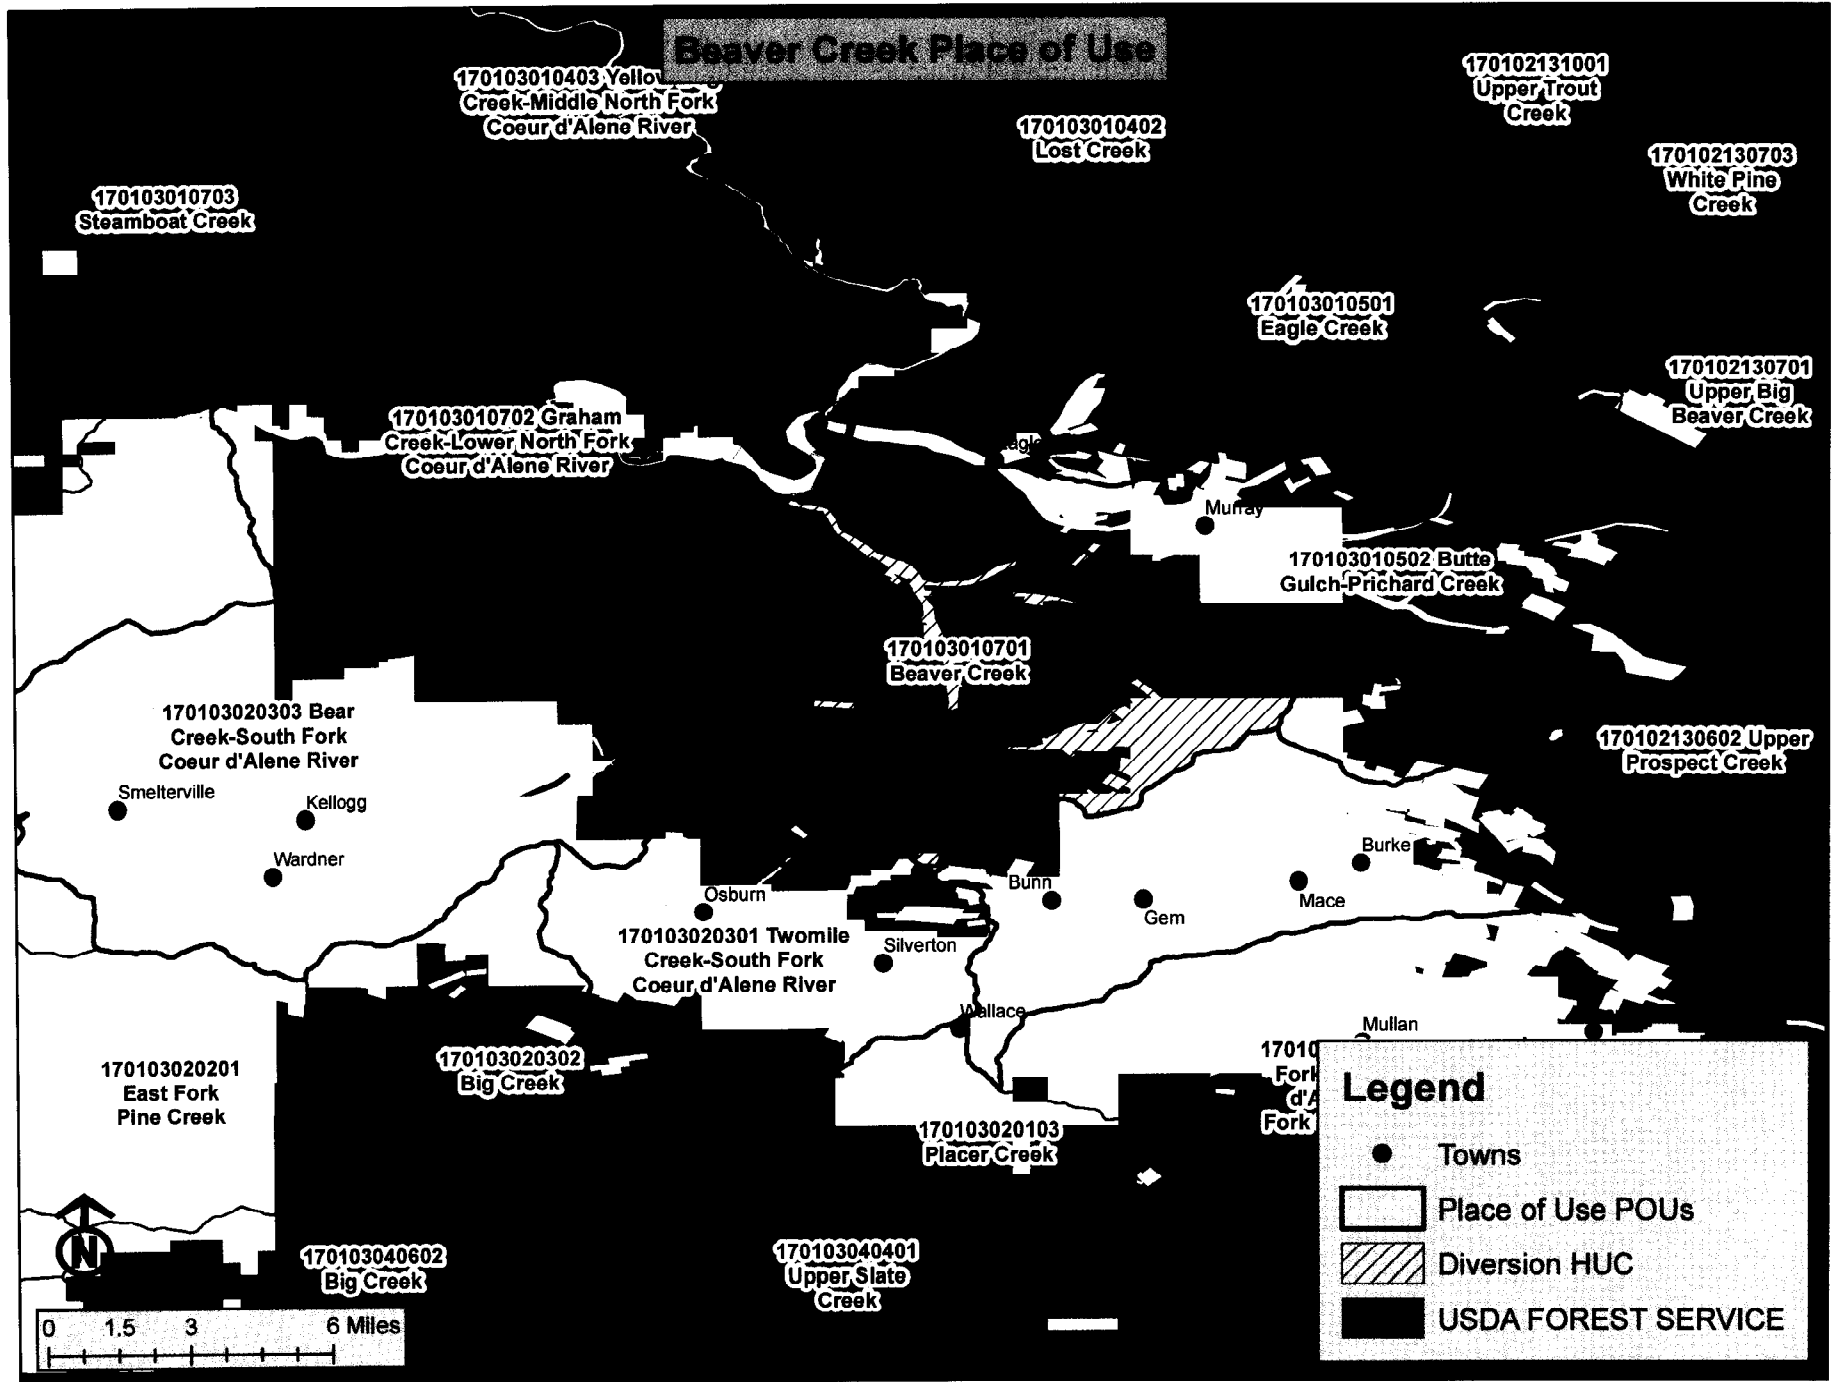 Beaver Creek Place of Use
170103010403
Creek-Middle North Fork
Coeur d'Alene River
170103010402
Lost Creek
170102131001
Upper Trout
Creek
170102130703
White Pine
Creek
170103010703
Steamboat Creek
170103010501
Eagle Creek
170102130701
Upper Big
Beaver Creek
170103010702 Graham
Creek-Lower North Fork
Coeur d'Alene River
Murray
170103010502 Butte
Gulch-Prichard Creek
170103010701
Beaver Creek
170103020303 Bear
Creek-South Fork
Coeur d'Alene River
170102130602 Upper
Prospect Creek
Smelterville
Kellogg
Wardner
Burke
Bunn
Mace
Gem
Osburn
170103020301 Twomile
Creek-South Fork
Coeur d'Alene River
Silverton
Wallace
Mullan
170103020302
Big Creek
170103020201
East Fork
Pine Creek
17010
Fork
d'A
Fork
170103020103
Placer Creek
170103040602
Big Creek
170103040401
Upper Slate
Creek
N
0 1.5 3 6 Miles
Legend
Towns
Place of Use POUs
Diversion HUC
USDA FOREST SERVICE